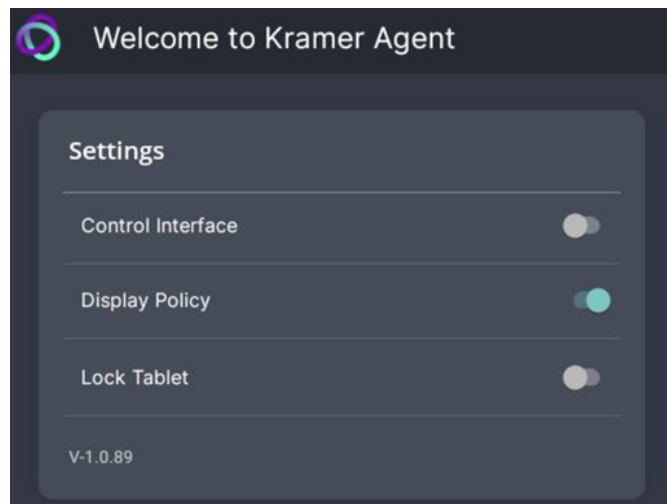 Welcome to Kramer Agent
Settings
Control Interface
Display Policy
Lock Tablet
V-1.0.89